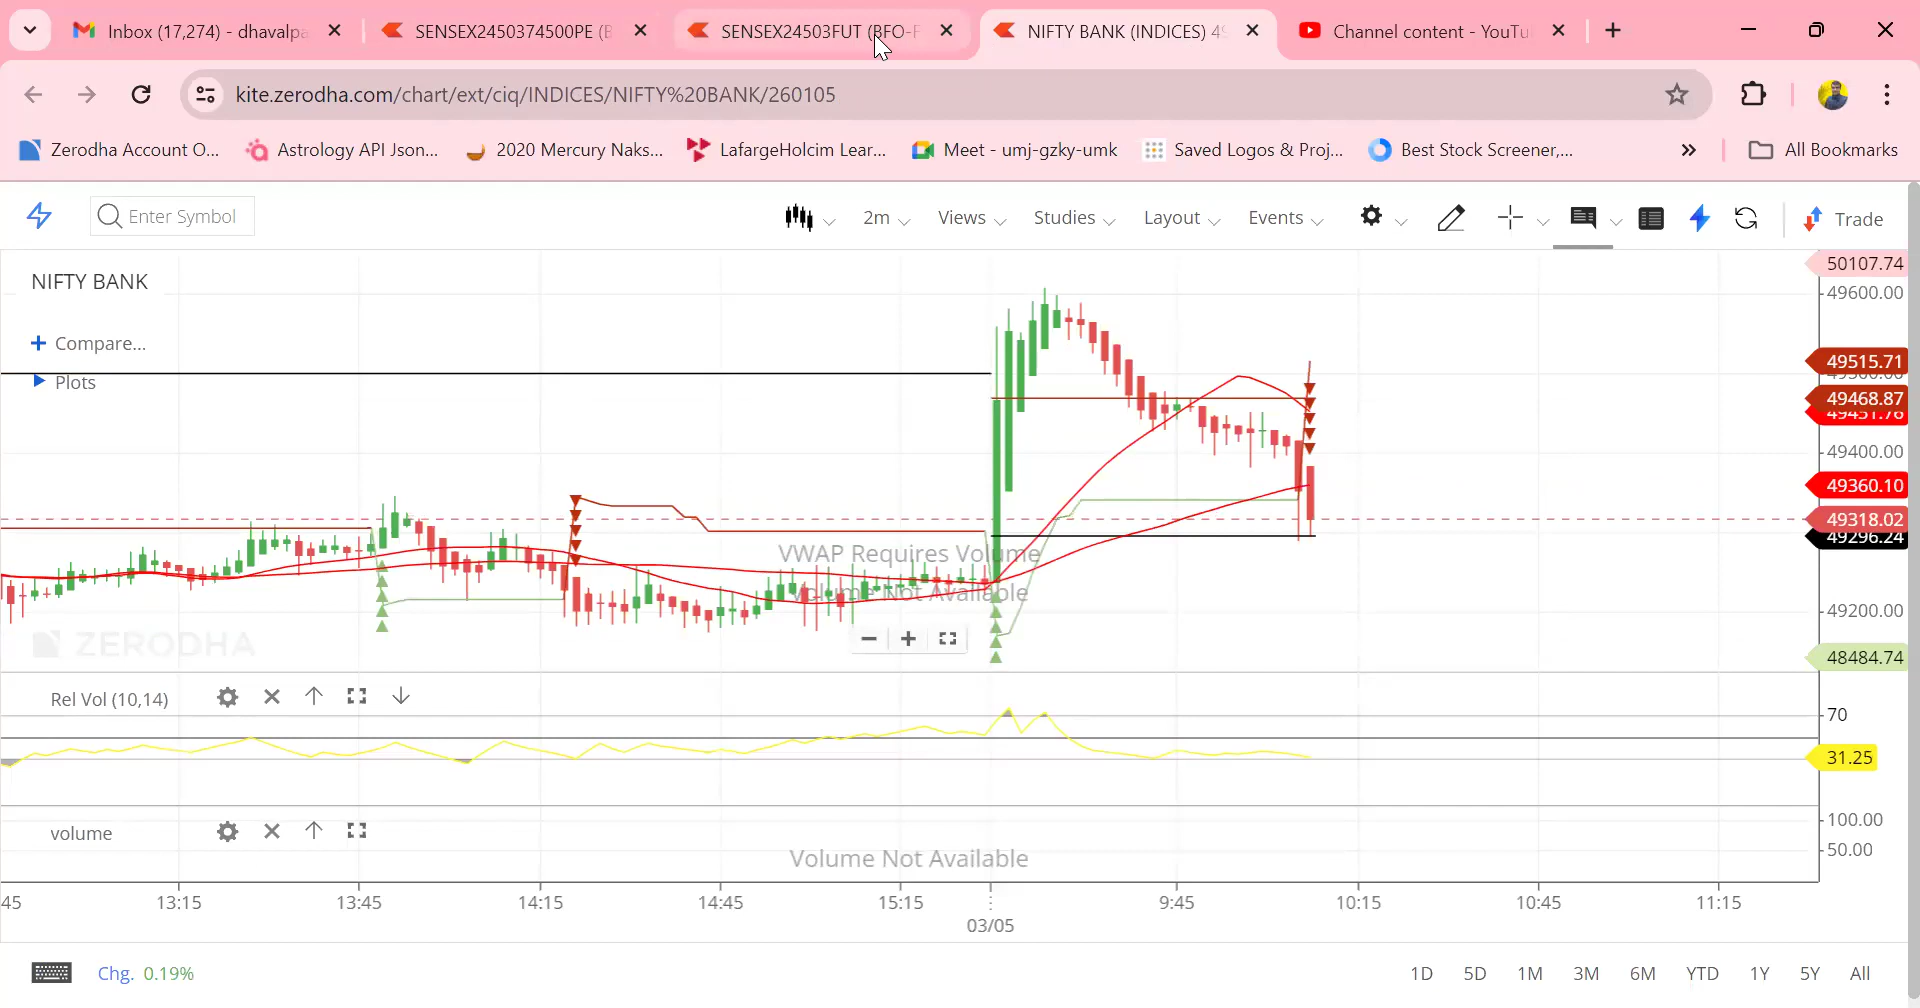 Inbox (17,274) - dhavalpa
SENSEX2450374500PE (B
SENSEX24503FUT (BFO-F
NIFTY BANK (INDICES) 49
Channel content - YouTu
kite.zerodha.com/chart/ext/ciq/INDICES/NIFTY%20BANK/260105
Zerodha Account O...
Astrology API Json...
2020 Mercury Naks...
LafargeHolcim Lear...
Meet - umj-gzky-umk
Saved Logos & Proj...
Best Stock Screener,...
»
All Bookmarks
Enter Symbol
2m
Views
Studies
Layout
Events
Trade
NIFTY BANK
+ Compare...
Plots
50107.74
49600.00
49515.71
49468.87
49451.76
49400.00
49360.10
49318.02
49296.24
49200.00
48484.74
VWAP Requires Volume
Volume Not Available
ZERODHA
Rel Vol (10,14)
70
31.25
volume
Volume Not Available
100.00
50.00
45
13:15
13:45
14:15
14:45
15:15
03/05
9:45
10:15
10:45
11:15
Chg. 0.19%
1D
5D
1M
3M
6M
YTD
1Y
5Y
All